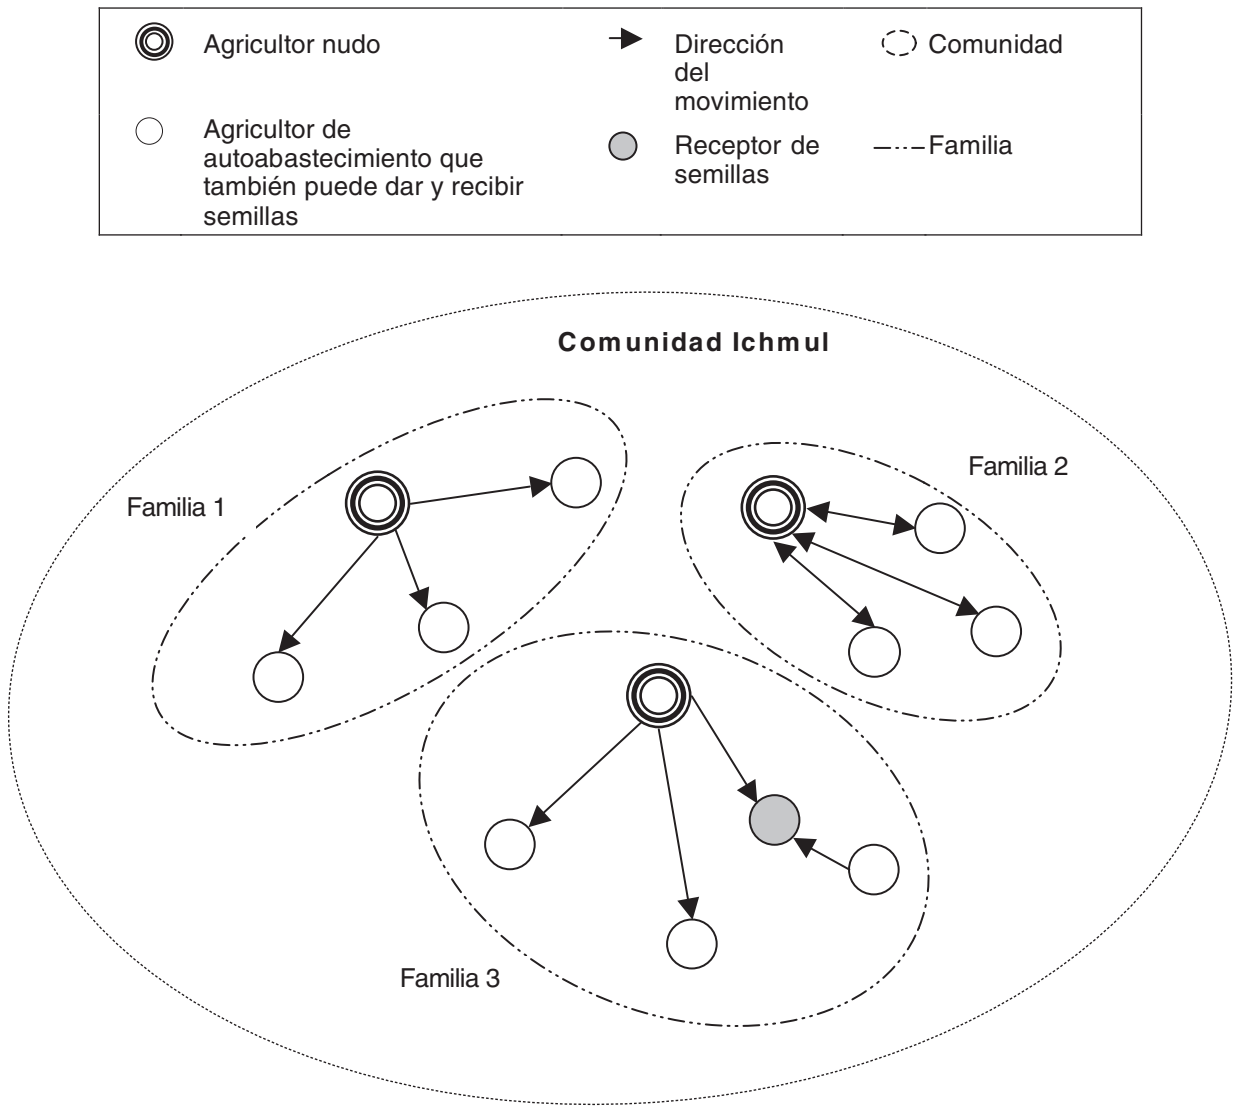 Agricultor nudo
Agricultor de
autoabastecimiento que
también puede dar y recibir
semillas
Dirección
del
movimiento
Receptor de
semillas
Comunidad
Familia
Comunidad Ichmul
Familia 1
Familia 2
Familia 3